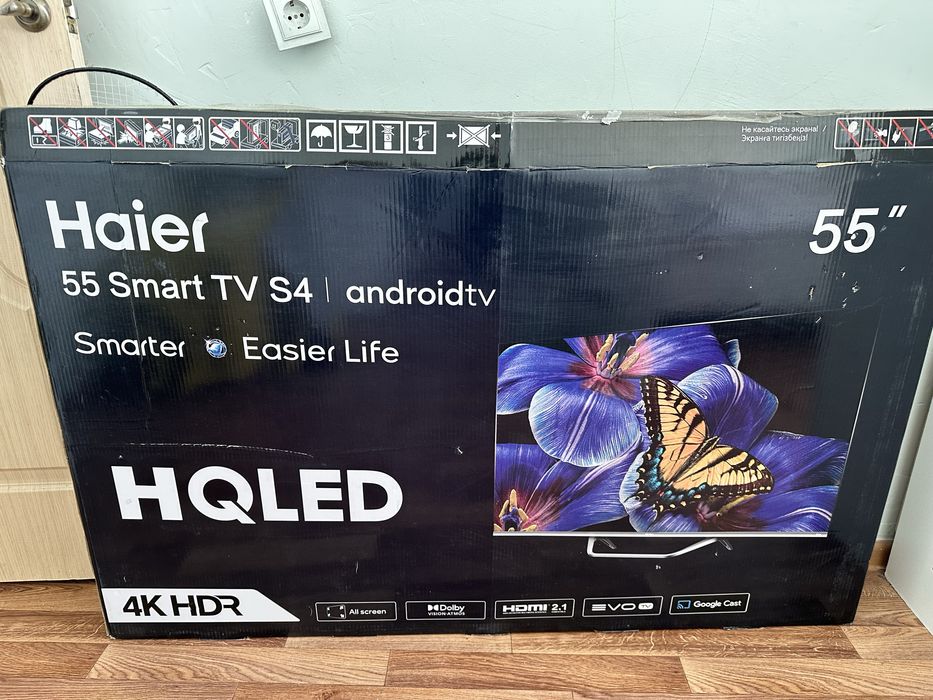 Не касайтесь экрана! /
Экранға тигізбеңіз!
Haier
55"
55 Smart TV S4 | androidtv
Smarter Easier Life
HQLED
4K HDR
All screen
Dolby
VISION·ATMOS
HDMI 2.1
EVO TV
Google Cast